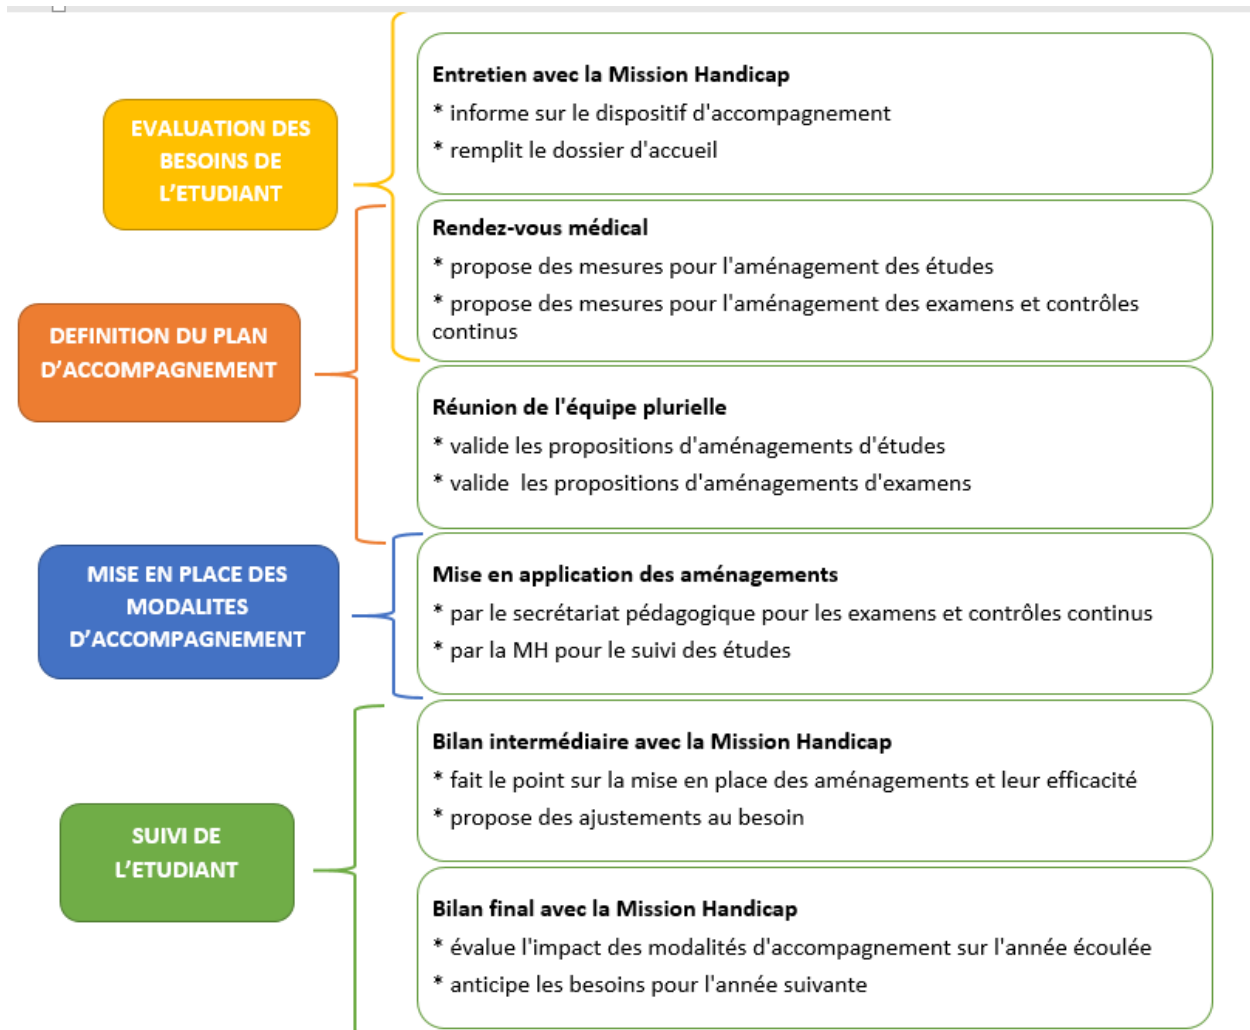 EVALUATION DES
BESOINS DE
L’ETUDIANT
Entretien avec la Mission Handicap
* informe sur le dispositif d'accompagnement
* remplit le dossier d'accueil
Rendez-vous médical
* propose des mesures pour l'aménagement des études
* propose des mesures pour l'aménagement des examens et contrôles
continus
DEFINITION DU PLAN
D’ACCOMPAGNEMENT
Réunion de l'équipe plurielle
* valide les propositions d'aménagements d'études
* valide  les propositions d'aménagements d'examens
MISE EN PLACE DES
MODALITES
D’ACCOMPAGNEMENT
Mise en application des aménagements
* par le secrétariat pédagogique pour les examens et contrôles continus
* par la MH pour le suivi des études
SUIVI DE
L’ETUDIANT
Bilan intermédiaire avec la Mission Handicap
* fait le point sur la mise en place des aménagements et leur efficacité
* propose des ajustements au besoin
Bilan final avec la Mission Handicap
* évalue l'impact des modalités d'accompagnement sur l'année écoulée
* anticipe les besoins pour l'année suivante